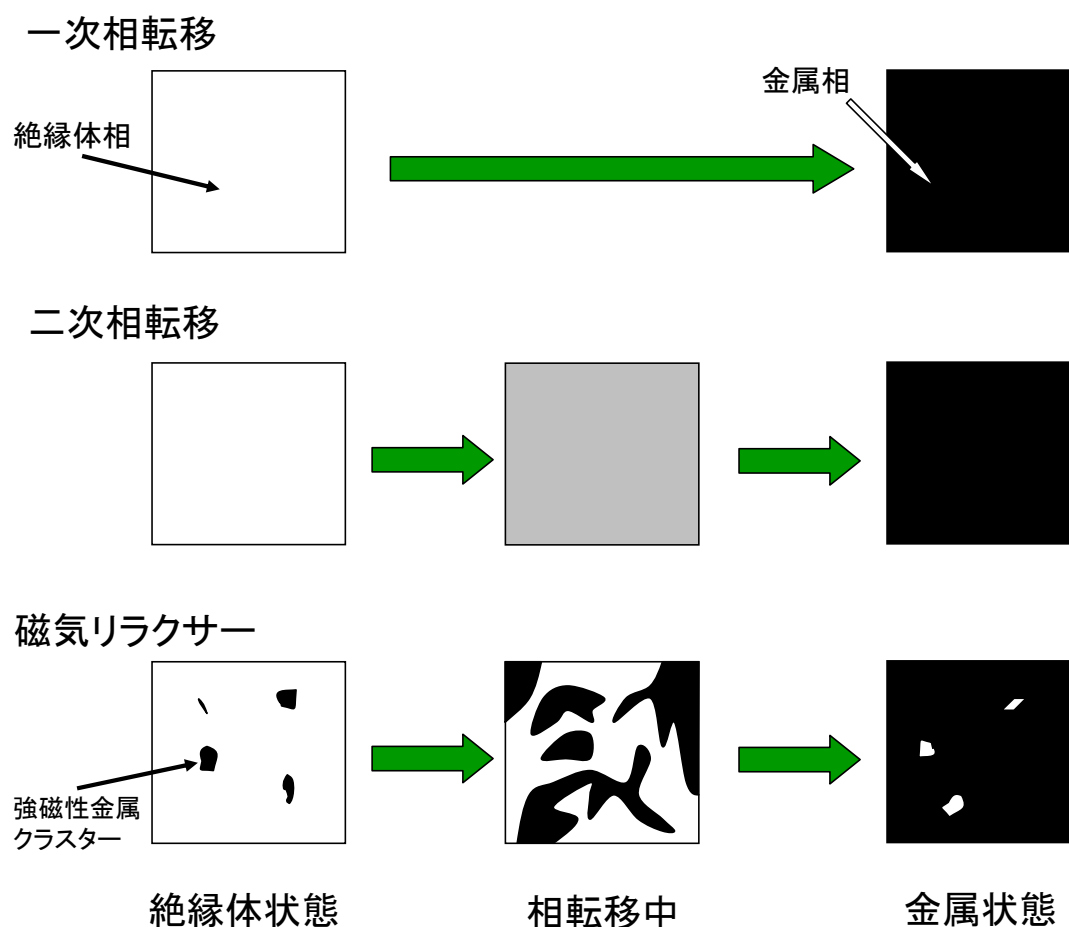 一次相転移
金属相
絶縁体相
二次相転移
磁気リラクサー
強磁性金属
クラスター
絶縁体状態
相転移中
金属状態